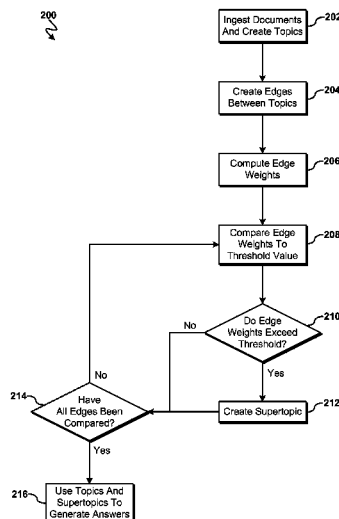 200
Ingest Documents
And Create Topics
202
Create Edges
Between Topics
204
Compute Edge
Weights
206
Compare Edge
Weights To
Threshold Value
208
Do Edge
Weights Exceed
Threshold?
210
No
Yes
Create Supertopic
212
No
214
Have
All Edges Been
Compared?
Yes
216
Use Topics And
Supertopics To
Generate Answers